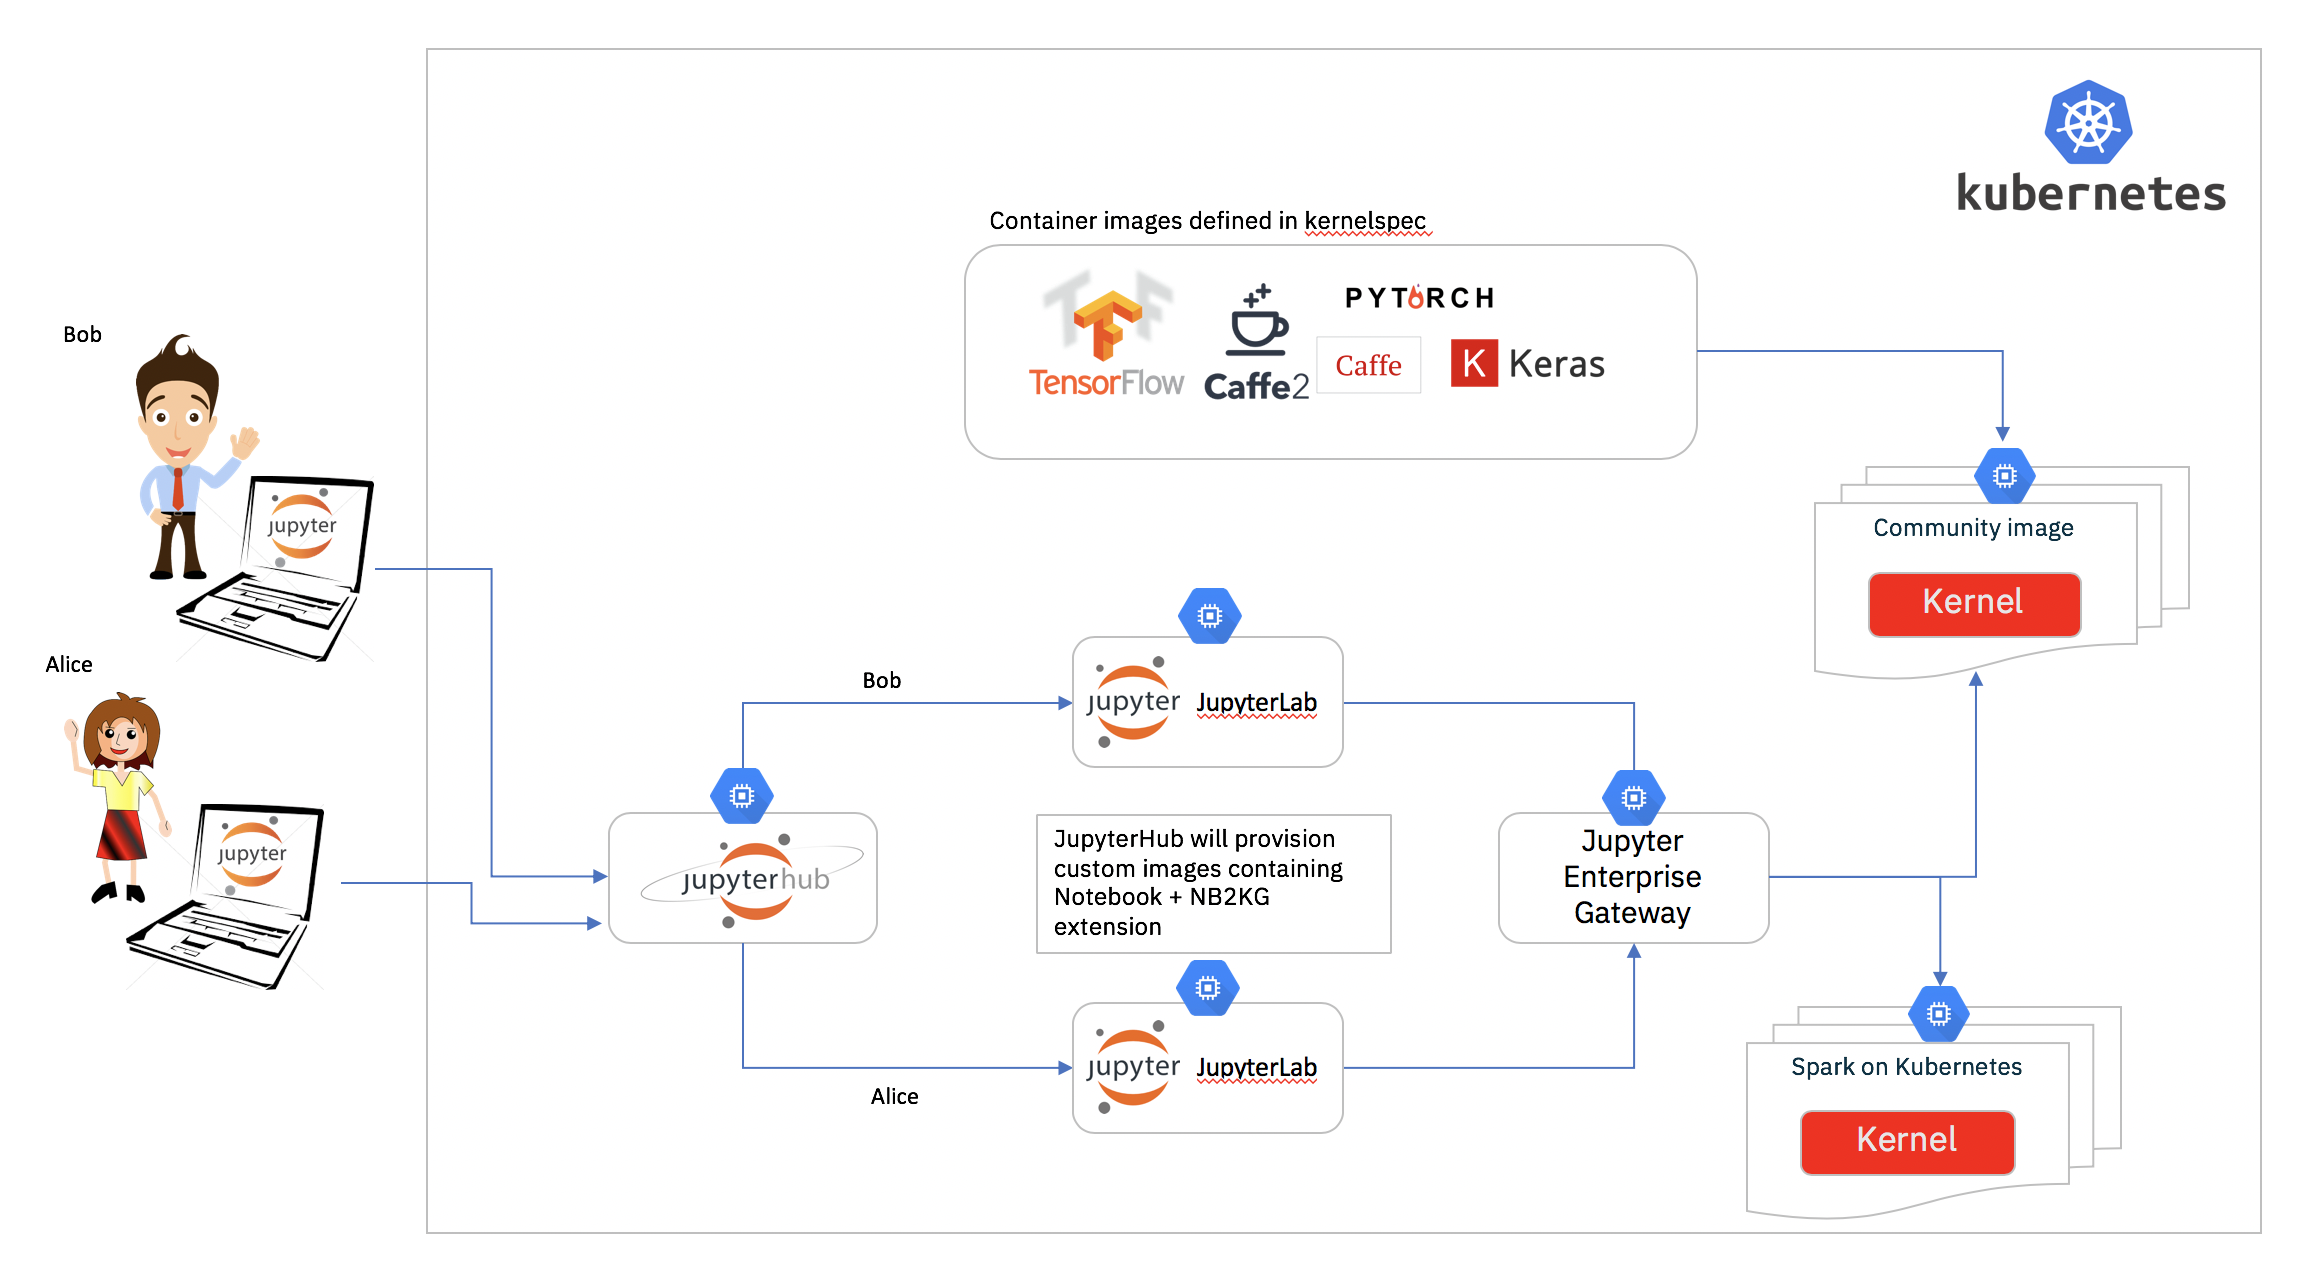 kubernetes
Container images defined in kernelspec
TensorFlow
Caffe2
PYTORCH
Caffe
K Keras
Bob
jupyter
Alice
jupyter
Community image
Kernel
Bob
jupyter JupyterLab
jupyterhub
JupyterHub will provision
custom images containing
Notebook + NB2KG
extension
Jupyter
Enterprise
Gateway
Alice
jupyter JupyterLab
Spark on Kubernetes
Kernel